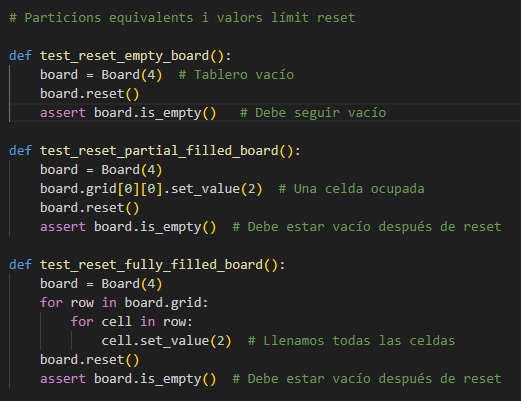 # Particions equivalents i valors límit reset
def test_reset_empty_board():
    board = Board(4)  # Tablero vacío
    board.reset()
    assert board.is_empty()   # Debe seguir vacío
def test_reset_partial_filled_board():
    board = Board(4)
    board.grid[0][0].set_value(2)  # Una celda ocupada
    board.reset()
    assert board.is_empty()  # Debe estar vacío después de reset
def test_reset_fully_filled_board():
    board = Board(4)
    for row in board.grid:
        for cell in row:
            cell.set_value(2)  # Llenamos todas las celdas
    board.reset()
    assert board.is_empty()  # Debe estar vacío después de reset